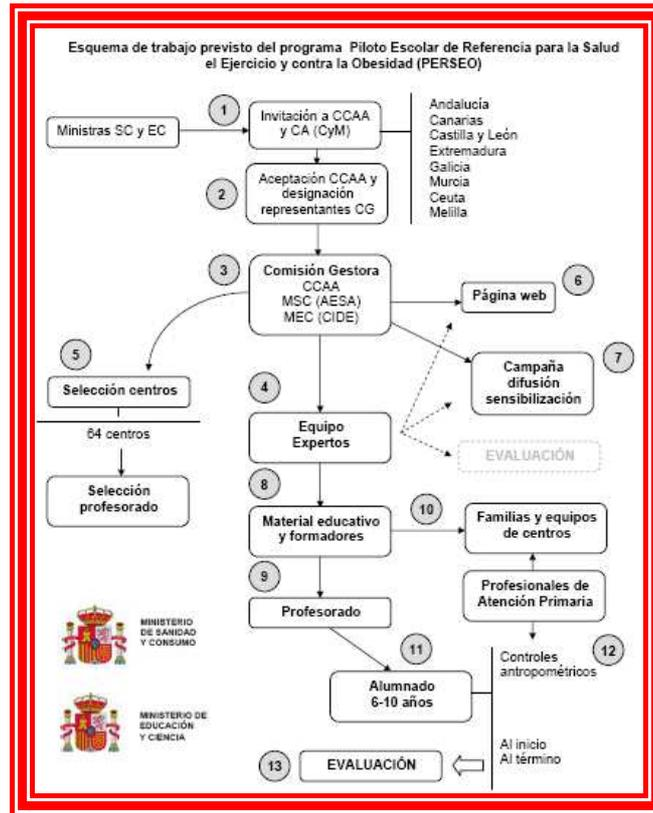 Esquema de trabajo previsto del programa Piloto Escolar de Referencia para la Salud
el Ejercicio y contra la Obesidad (PERSEO)
1
Ministras SC y EC
Invitación a CCAA
y CA (CyM)
Andalucía
Canarias
Castilla y León
Extremadura
Galicia
Murcia
Ceuta
Melilla
2
Aceptación CCAA y
designación
representantes CG
3
Comisión Gestora
CCAA
MSC (AESA)
MEC (CIDE)
6
Página web
5
Selección centros
64 centros
Selección
profesorado
7
Campaña
difusión
sensibilización
4
Equipo
Expertos
EVALUACIÓN
8
Material educativo
y formadores
10
Familias y equipos
de centros
9
Profesorado
Profesionales de
Atención Primaria
11
Alumnado
6-10 años
12
Controles
antropométricos
Al inicio
Al término
13
EVALUACIÓN
MINISTERIO
DE SANIDAD
Y CONSUMO
MINISTERIO DE
EDUCACIÓN
Y CIENCIA